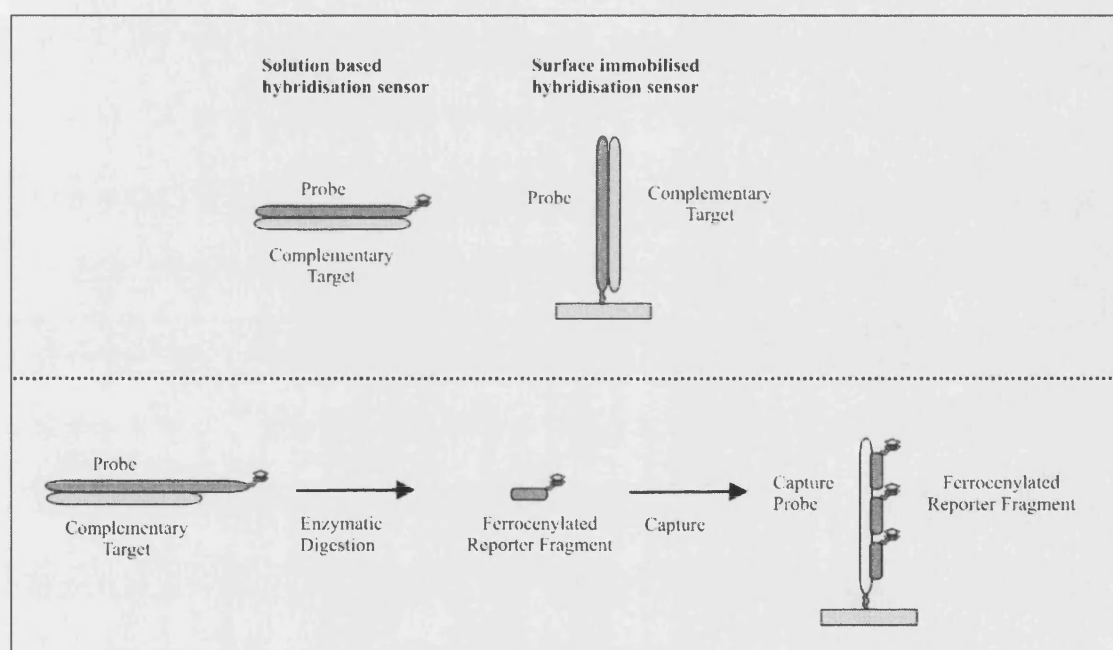 Solution based
hybridisation sensor
Surface immobilised
hybridisation sensor
Probe
Complementary
Target
Probe
Complementary
Target
Probe
Complementary
Target
Enzymatic
Digestion
Ferrocenylated
Reporter Fragment
Capture
Capture
Probe
Ferrocenylated
Reporter Fragment